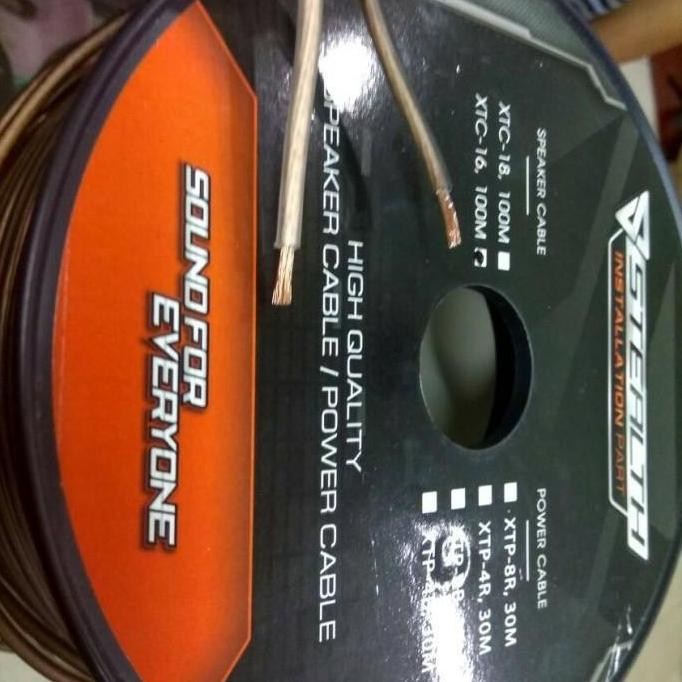 STEALTH
INSTALLATION PART
SPEAKER CABLE
XTC-18, 100M
XTC-16, 100M
POWER CABLE
XTP-8R, 30M
XTP-4R, 30M
HIGH QUALITY
SPEAKER CABLE / POWER CABLE
SOUND FOR
EVERYONE